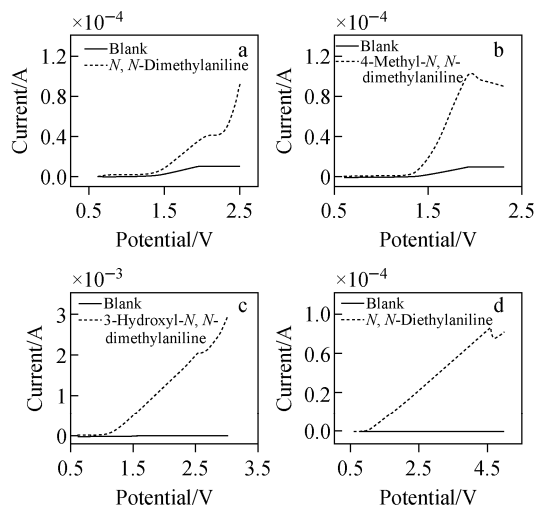 ×10⁻⁴
a
Blank
N, N-Dimethylaniline
1.2
0.8
0.4
0.0
Current/A
0.5 1.5 2.5
Potential/V
×10⁻⁴
b
Blank
4-Methyl-N, N-
dimethylaniline
1.2
0.8
0.4
0
Current/A
0.5 1.5 2.5
Potential/V
×10⁻³
c
Blank
3-Hydroxyl-N, N-
dimethylaniline
3
2
1
0
Current/A
0.5 1.5 2.5 3.5
Potential/V
×10⁻⁴
d
Blank
N, N-Diethylaniline
1.0
0.6
0.4
0.0
Current/A
0.5 2.5 4.5
Potential/V